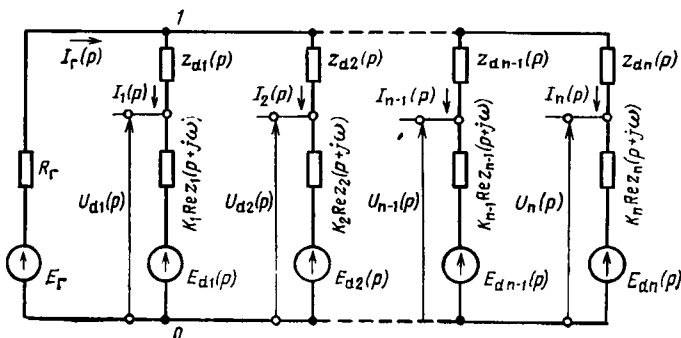 1
I_Г(p)
z_d1(p)
z_d2(p)
z_dn-1(p)
z_dn(p)
I_1(p)
I_2(p)
I_n-1(p)
I_n(p)
R_Г
U_d1(p)
K_1Rez_1(p+jω)
U_d2(p)
K_2Rez_2(p+jω)
U_n-1(p)
K_n-1Rez_n-1(p+jω)
U_n(p)
K_nRez_n(p+jω)
E_Г
E_d1(p)
E_d2(p)
E_dn-1(p)
E_dn(p)
0